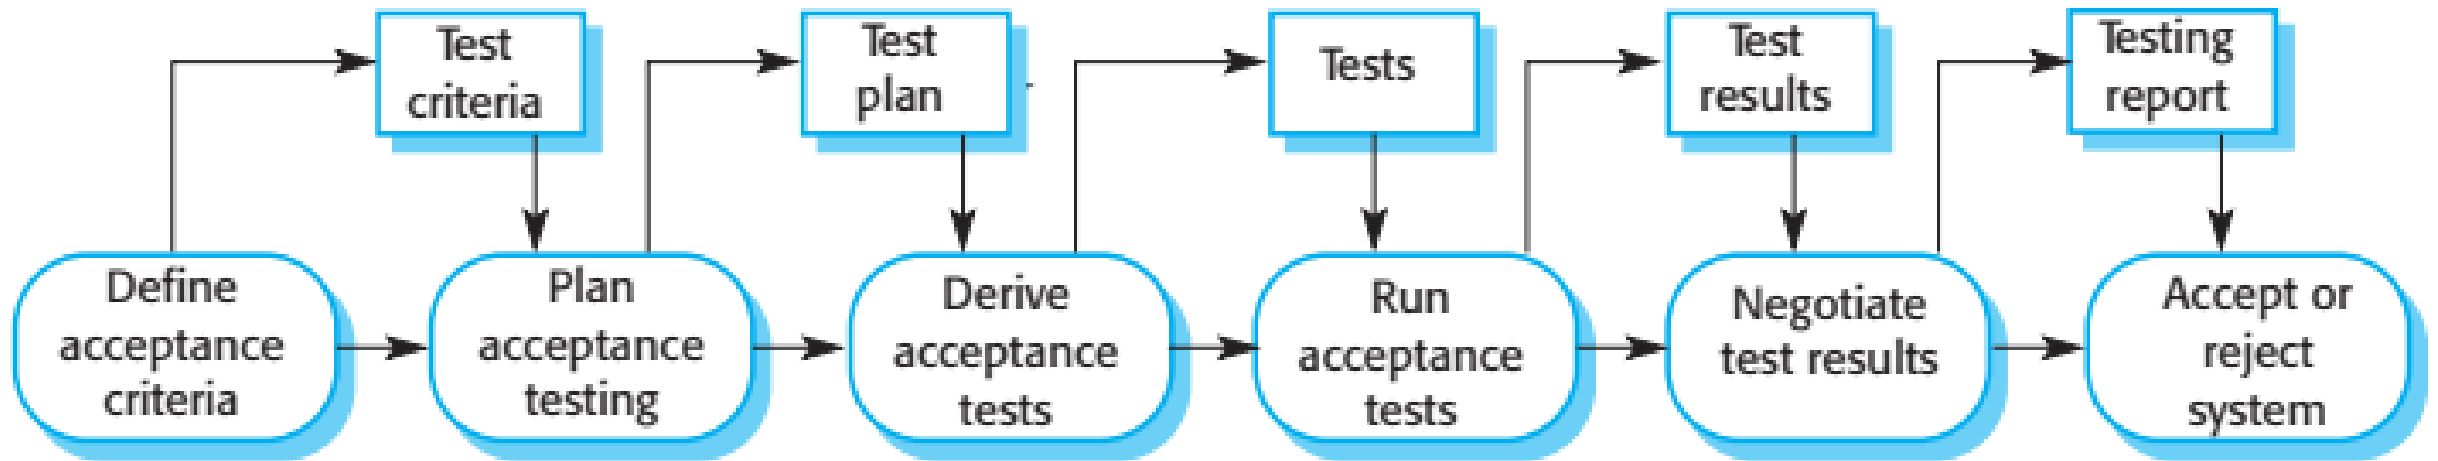 Test
criteria
Test
plan
Tests
Test
results
Testing
report
Define
acceptance
criteria
Plan
acceptance
testing
Derive
acceptance
tests
Run
acceptance
tests
Negotiate
test results
Accept or
reject
system